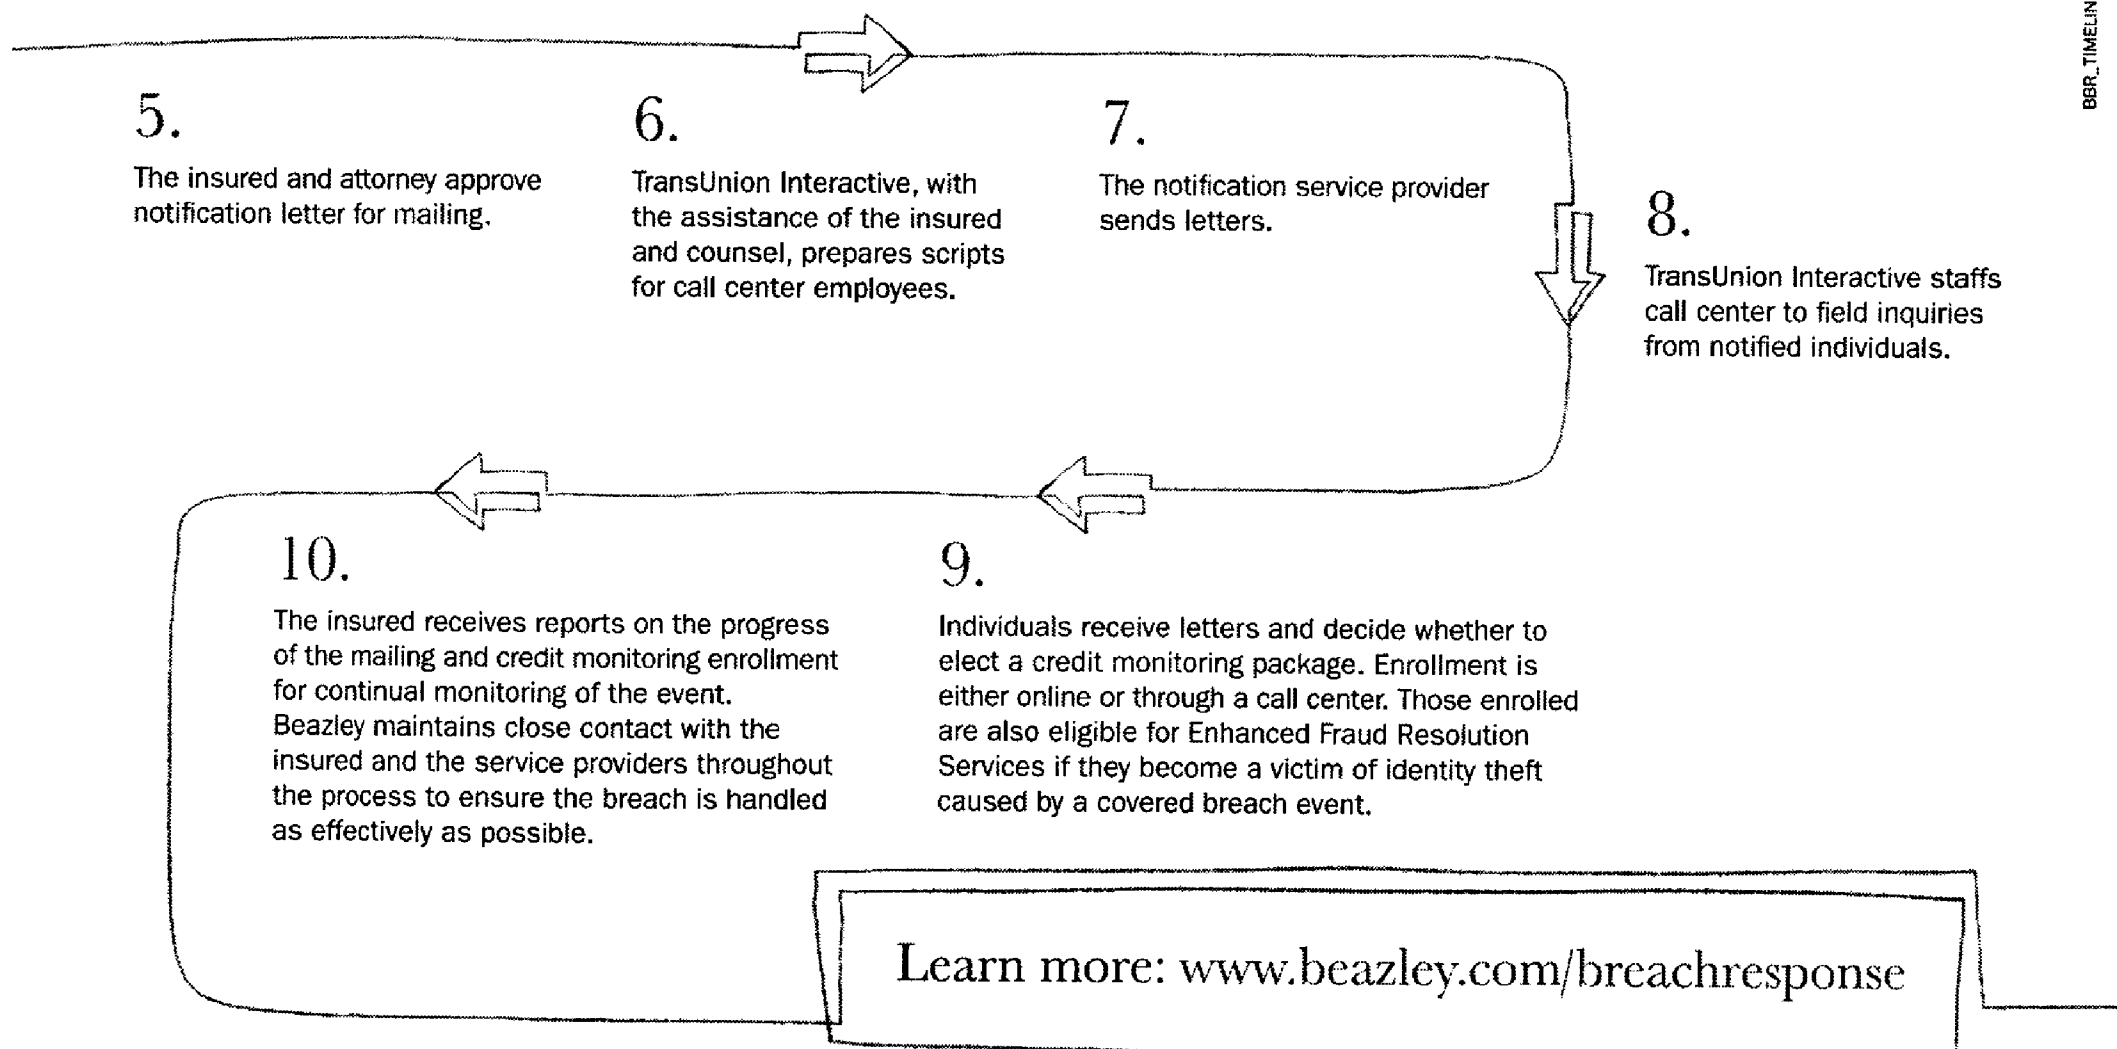 BBR_TIMELIN
5.
The insured and attorney approve
notification letter for mailing.
6.
TransUnion Interactive, with
the assistance of the insured
and counsel, prepares scripts
for call center employees.
7.
The notification service provider
sends letters.
8.
TransUnion Interactive staffs
call center to field inquiries
from notified individuals.
9.
Individuals receive letters and decide whether to
elect a credit monitoring package. Enrollment is
either online or through a call center. Those enrolled
are also eligible for Enhanced Fraud Resolution
Services if they become a victim of identity theft
caused by a covered breach event.
10.
The insured receives reports on the progress
of the mailing and credit monitoring enrollment
for continual monitoring of the event.
Beazley maintains close contact with the
insured and the service providers throughout
the process to ensure the breach is handled
as effectively as possible.
Learn more: www.beazley.com/breachresponse